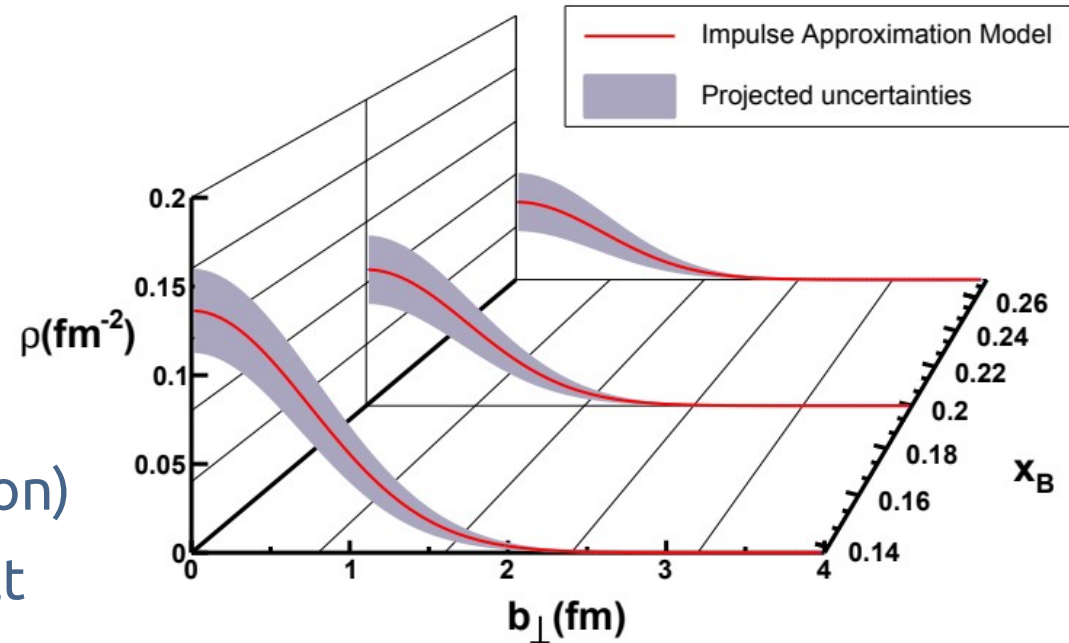 Impulse Approximation Model
Projected uncertainties
0.2
0.15
ρ(fm⁻²)
0.1
0.05
0
0 1 2 3 4
b⊥(fm)
0.26
0.24
0.22
0.2
0.18
x_B
0.16
0.14
on)